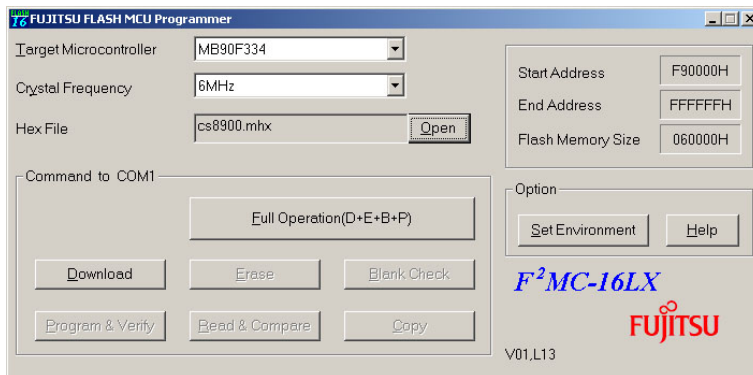 FLASH
16 FUJITSU FLASH MCU Programmer
Target Microcontroller MB90F334
Crystal Frequency 6MHz
Hex File cs8900.mhx Open
Start Address F90000H
End Address FFFFFFH
Flash Memory Size 060000H
Command to COM1
Full Operation(D+E+B+P)
Download Erase Blank Check
Program & Verify Read & Compare Copy
Option
Set Environment Help
F²MC-16LX
FUJITSU
V01,L13